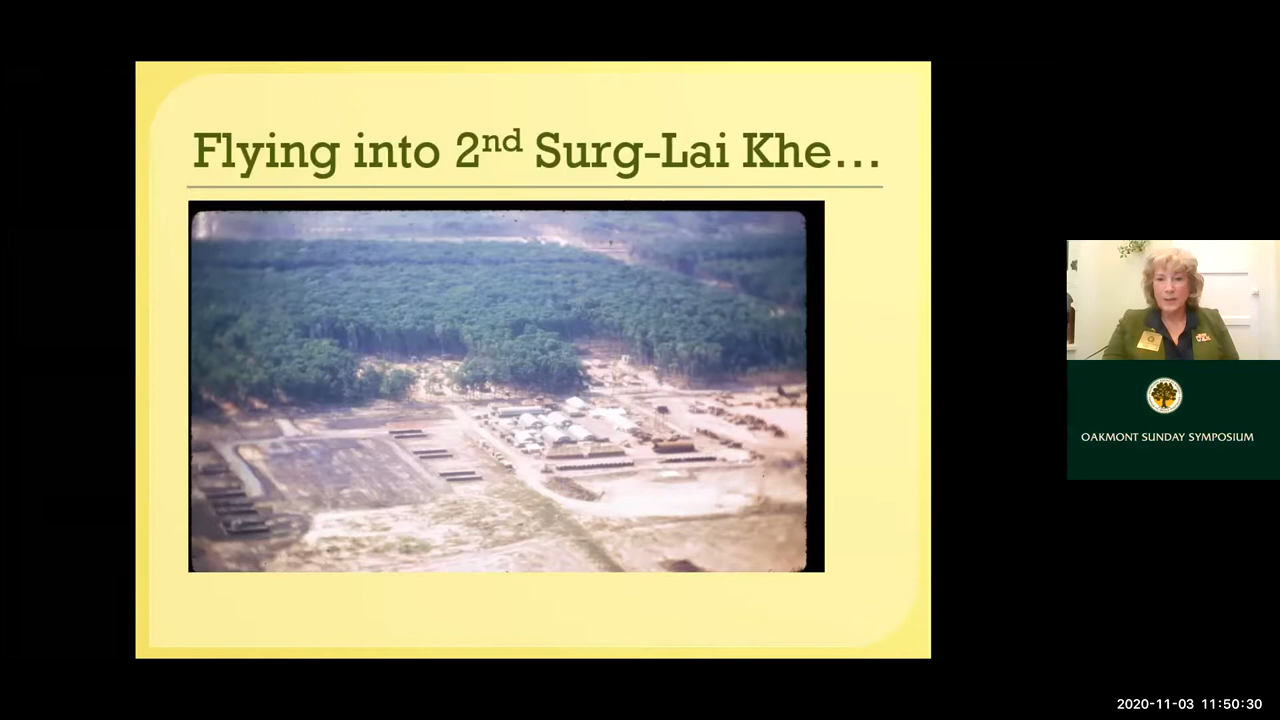 Flying into 2nd Surg-Lai Khe...
OAKMONT SUNDAY SYMPOSIUM
2020-11-03 11:50:30